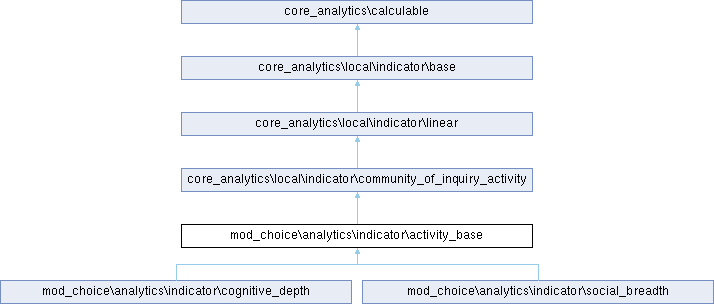 core_analytics\calculable
core_analytics\local\indicator\base
core_analytics\local\indicator\linear
core_analytics\local\indicator\community_of_inquiry_activity
mod_choice\analytics\indicator\activity_base
mod_choice\analytics\indicator\cognitive_depth
mod_choice\analytics\indicator\social_breadth